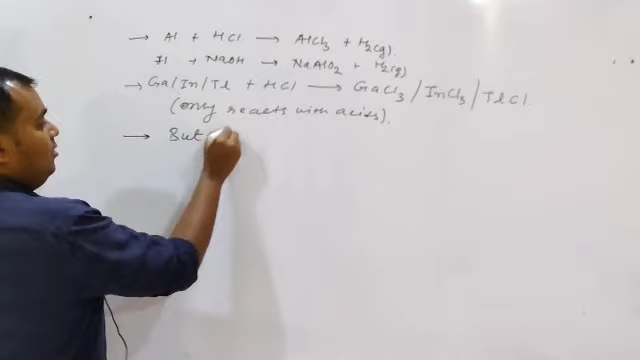 → Al + HCl → AlCl3 + H2(g).
Al + NaOH → NaAlO2 + H2(g)
→ Ga/In/Tl + HCl → GaCl3/InCl3/TlCl
(only reacts with acids).
→ But